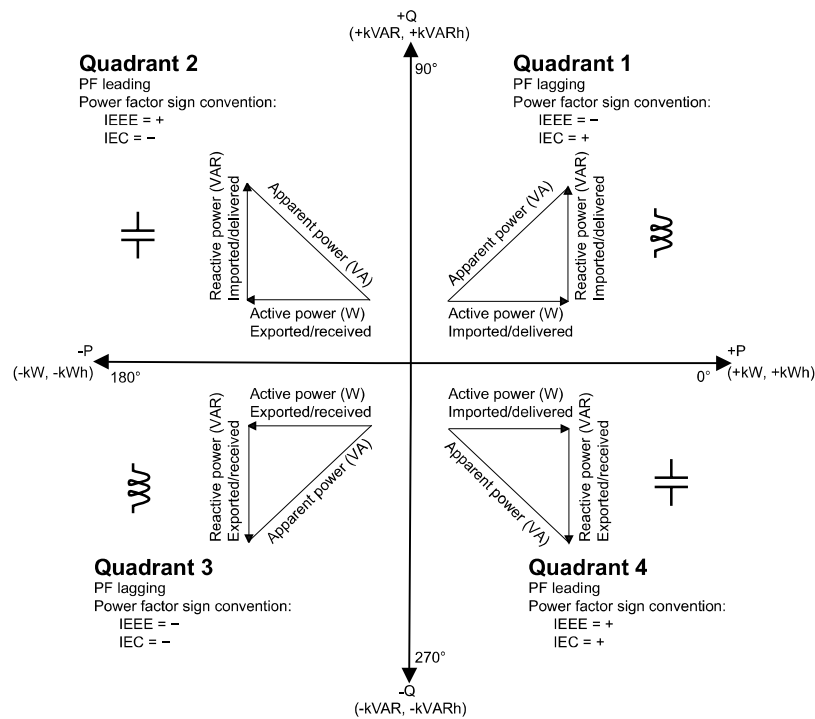 +Q
(+kVAR, +kVARh)
90°
Quadrant 2
PF leading
Power factor sign convention:
IEEE = +
IEC = –
Reactive power (VAR)
Imported/delivered
Apparent power (VA)
Active power (W)
Exported/received
Quadrant 1
PF lagging
Power factor sign convention:
IEEE = –
IEC = +
Apparent power (VA)
Reactive power (VAR)
Imported/delivered
Active power (W)
Imported/delivered
-P
(-kW, -kWh)
180°
0°
+P
(+kW, +kWh)
Active power (W)
Exported/received
Reactive power (VAR)
Exported/received
Apparent power (VA)
Quadrant 3
PF lagging
Power factor sign convention:
IEEE = –
IEC = –
Active power (W)
Imported/delivered
Apparent power (VA)
Reactive power (VAR)
Exported/received
Quadrant 4
PF leading
Power factor sign convention:
IEEE = +
IEC = +
270°
-Q
(-kVAR, -kVARh)